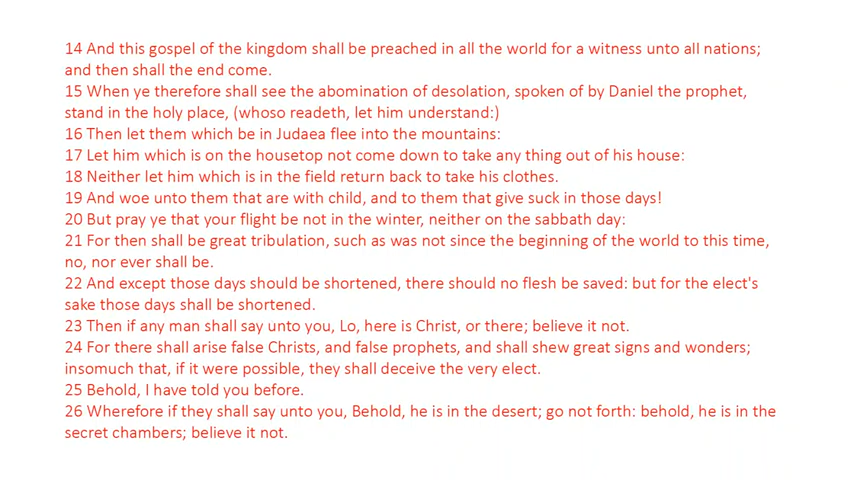 14 And this gospel of the kingdom shall be preached in all the world for a witness unto all nations;
and then shall the end come.
15 When ye therefore shall see the abomination of desolation, spoken of by Daniel the prophet,
stand in the holy place, (whoso readeth, let him understand:)
16 Then let them which be in Judaea flee into the mountains:
17 Let him which is on the housetop not come down to take any thing out of his house:
18 Neither let him which is in the field return back to take his clothes.
19 And woe unto them that are with child, and to them that give suck in those days!
20 But pray ye that your flight be not in the winter, neither on the sabbath day:
21 For then shall be great tribulation, such as was not since the beginning of the world to this time,
no, nor ever shall be.
22 And except those days should be shortened, there should no flesh be saved: but for the elect's
sake those days shall be shortened.
23 Then if any man shall say unto you, Lo, here is Christ, or there; believe it not.
24 For there shall arise false Christs, and false prophets, and shall shew great signs and wonders;
insomuch that, if it were possible, they shall deceive the very elect.
25 Behold, I have told you before.
26 Wherefore if they shall say unto you, Behold, he is in the desert; go not forth: behold, he is in the
secret chambers; believe it not.